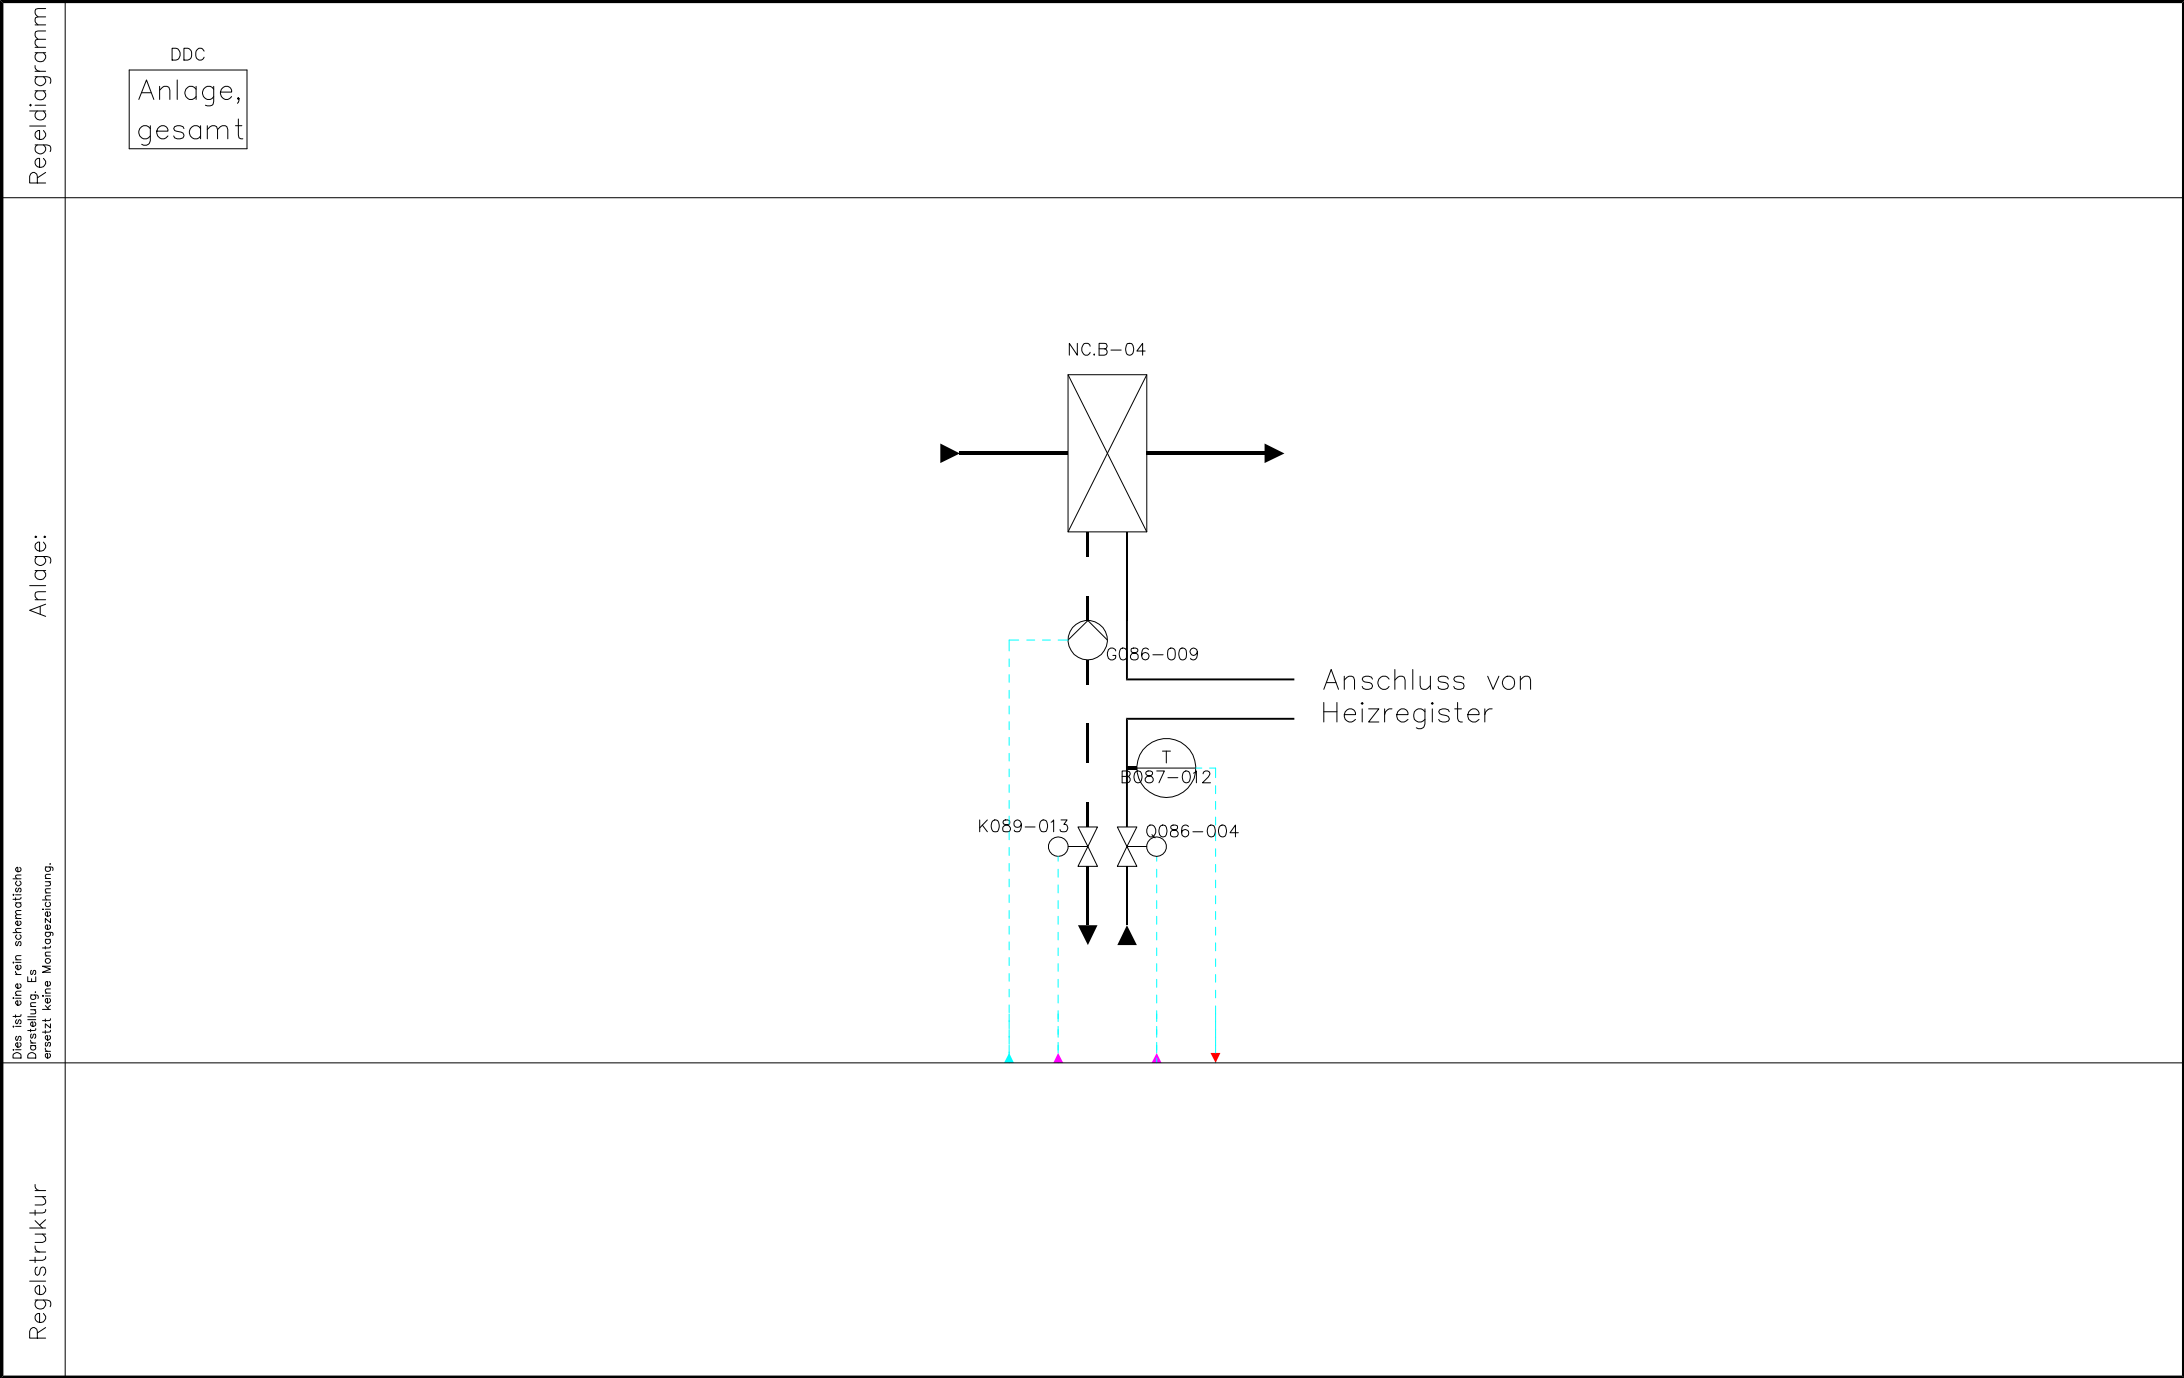 Regeldiagramm
DDC
Anlage,
gesamt
Anlage:
NC.B-04
G086-009
Anschluss von
Heizregister
T
B087-012
K089-013
Q086-004
Dies ist eine rein schematische
Darstellung. Es
ersetzt keine Montagezeichnung.
Regelstruktur